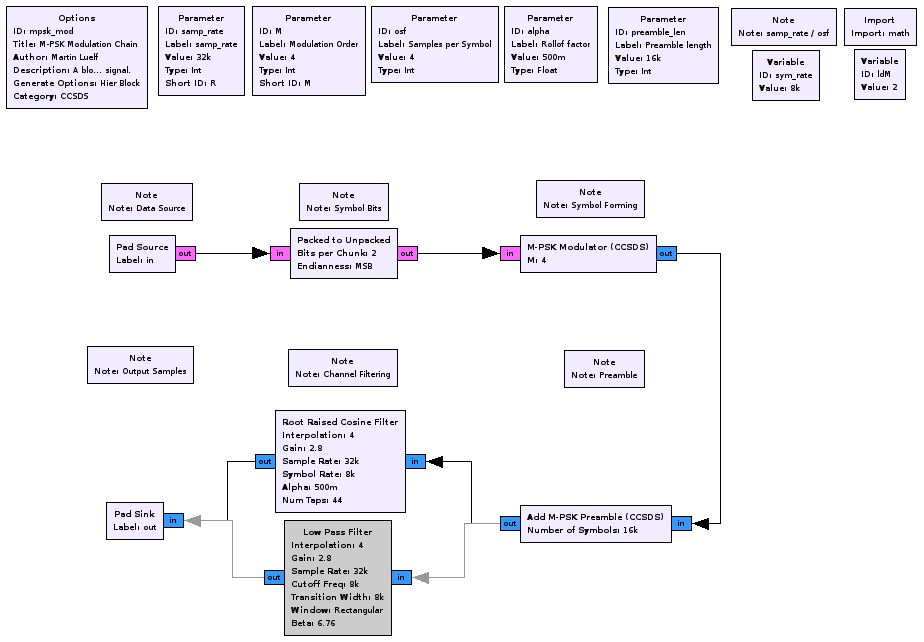 Options
ID: mpsk_mod
Title: M-PSK Modulation Chain
Author: Martin Luelf
Description: A blo... signal.
Generate Options: Hier Block
Category: CCSDS
Parameter
ID: samp_rate
Label: samp_rate
Value: 32k
Type: Int
Short ID: R
Parameter
ID: M
Label: Modulation Order
Value: 4
Type: Int
Short ID: M
Parameter
ID: osf
Label: Samples per Symbol
Value: 4
Type: Int
Parameter
ID: alpha
Label: Rollof factor
Value: 500m
Type: Float
Parameter
ID: preamble_len
Label: Preamble length
Value: 16k
Type: Int
Note
Note: samp_rate / osf
Import
Import: math
Variable
ID: sym_rate
Value: 8k
Variable
ID: ldM
Value: 2
Note
Note: Data Source
Note
Note: Symbol Bits
Note
Note: Symbol Forming
Pad Source
Label: in
out
in
Packed to Unpacked
Bits per Chunk: 2
Endianness: MSB
out
in
M-PSK Modulator (CCSDS)
M: 4
out
Note
Note: Output Samples
Note
Note: Channel Filtering
Note
Note: Preamble
Root Raised Cosine Filter
Interpolation: 4
Gain: 2.8
Sample Rate: 32k
Symbol Rate: 8k
Alpha: 500m
Num Taps: 44
out
in
Pad Sink
Label: out
in
out
Add M-PSK Preamble (CCSDS)
Number of Symbols: 16k
in
Low Pass Filter
Interpolation: 4
Gain: 2.8
Sample Rate: 32k
Cutoff Freq: 8k
Transition Width: 8k
Window: Rectangular
Beta: 6.76
out
in